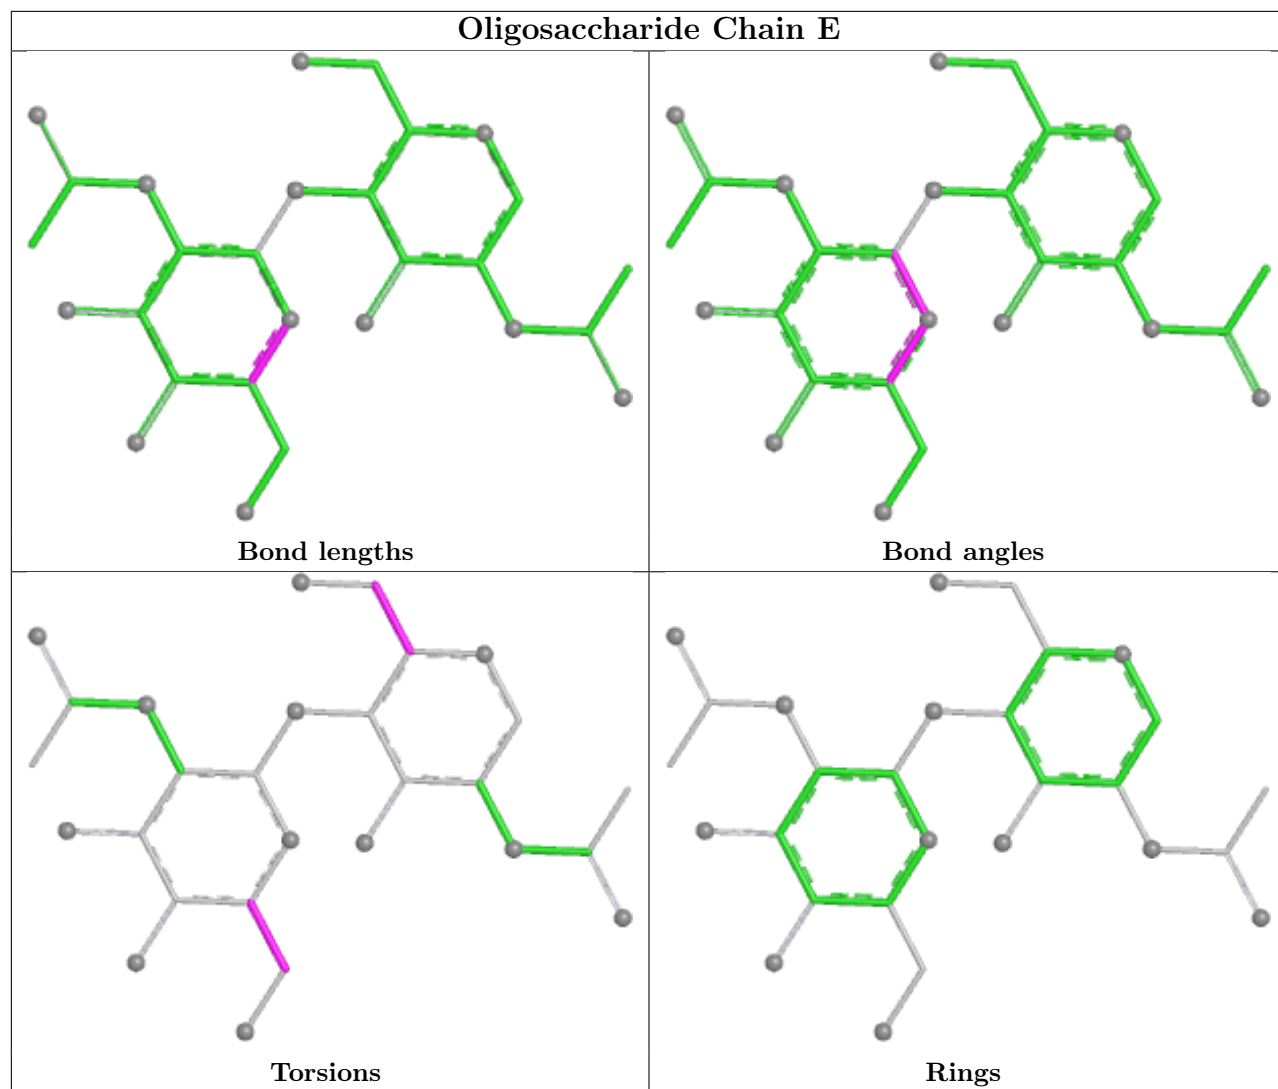 Oligosaccharide Chain E
Bond lengths
Bond angles
Torsions
Rings